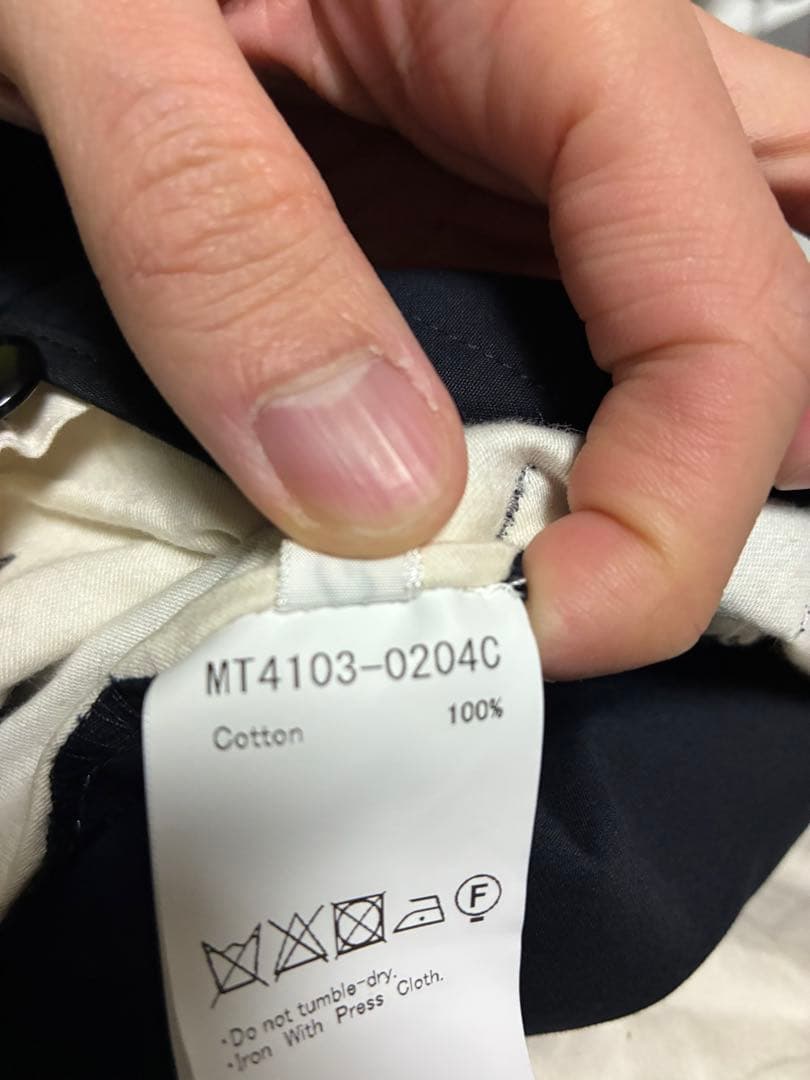 MT4103-0204C
Cotton 100%
F
·Do not tumble-dry.
·Iron With Press Cloth.